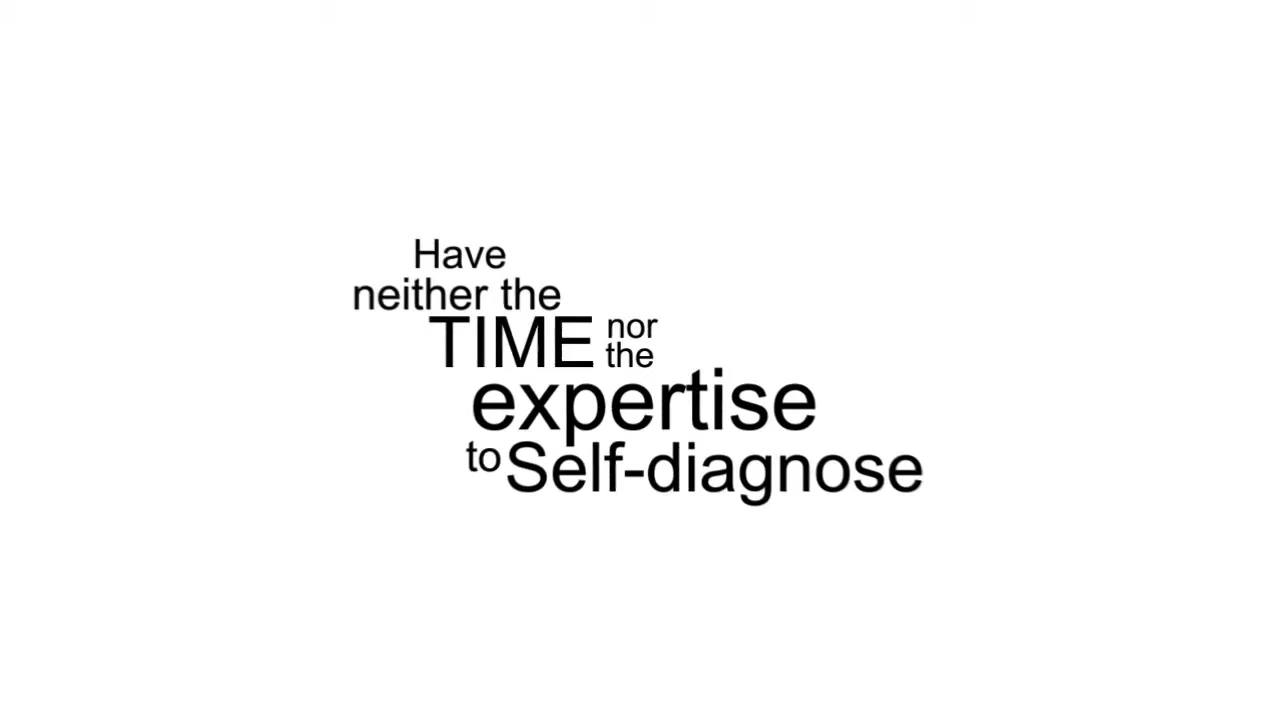 Have
neither the
TIME nor
the
expertise
to Self-diagnose